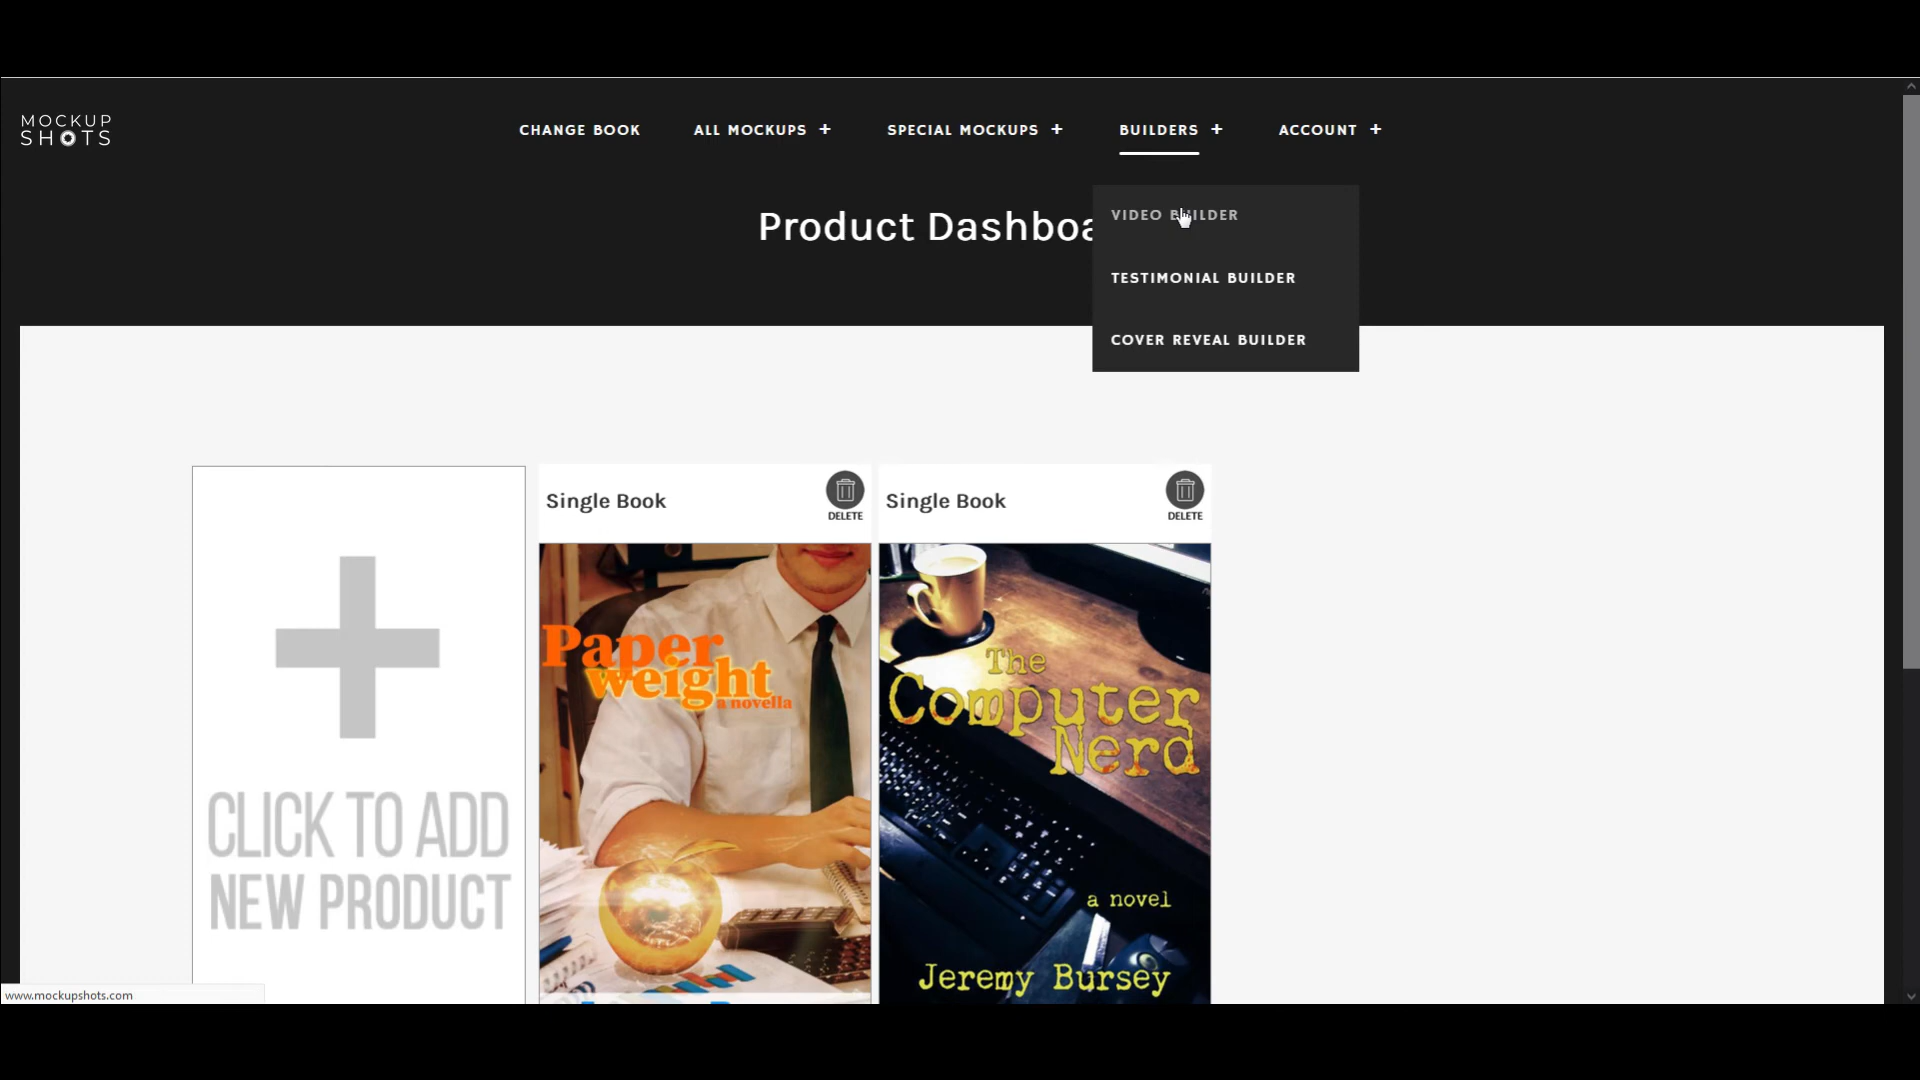 MOCKUP
SHOTS
CHANGE BOOK
ALL MOCKUPS +
SPECIAL MOCKUPS +
BUILDERS +
ACCOUNT +
VIDEO BUILDER
TESTIMONIAL BUILDER
COVER REVEAL BUILDER
Product Dashboa
CLICK TO ADD
NEW PRODUCT
Single Book
DELETE
Paper
weight
a novella
Single Book
DELETE
The
Computer
Nerd
a novel
Jeremy Bursey
www.mockupshots.com